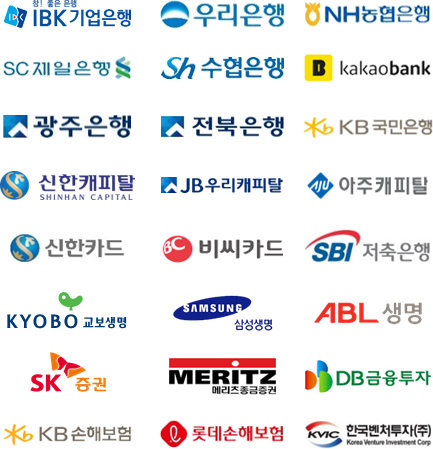 참! 좋은 은행
IBK기업은행 우리은행 NH농협은행
SC제일은행 Sh수협은행 B kakaobank
광주은행 전북은행 Kb KB국민은행
신한캐피탈 JB우리캐피탈 AJU 아주캐피탈
SHINHAN CAPITAL
신한카드 BC 비씨카드 SBI 저축은행
KYOBO 교보생명 SAMSUNG 삼성생명 ABL 생명
SK 증권 MERITZ 메리츠종금증권 DB금융투자
KB손해보험 L 롯데손해보험 KVIC 한국벤처투자(주)
Korea Venture Investment Corp